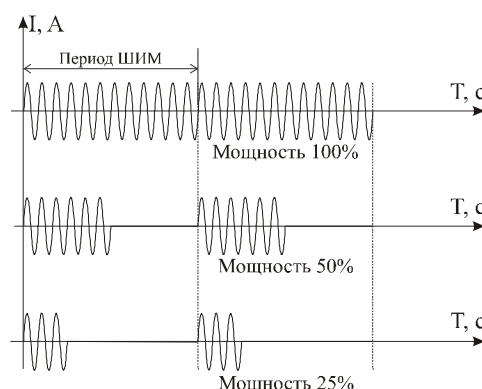 I, A
Период ШИМ
T, c
Мощность 100%
T, c
Мощность 50%
T, c
Мощность 25%